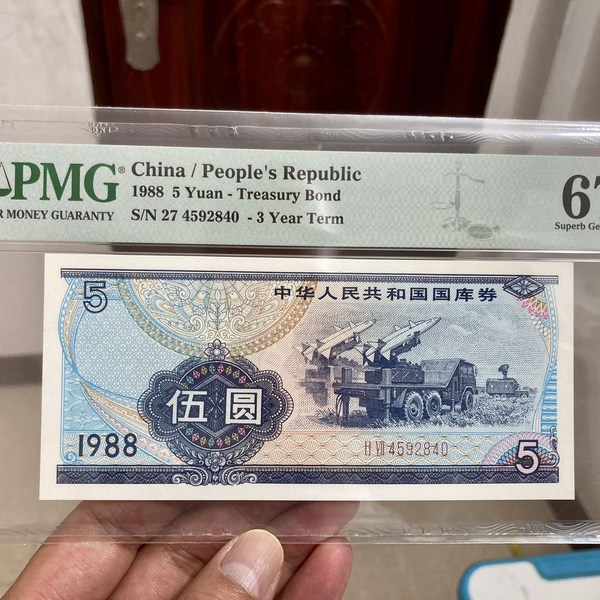 PMG®
China / People's Republic
1988 5 Yuan - Treasury Bond
S/N 27 4592840 - 3 Year Term
MONEY GUARANTY
67
Superb Ge
5
中华人民共和国国库券
伍圆
1988
H VII 4592840
5